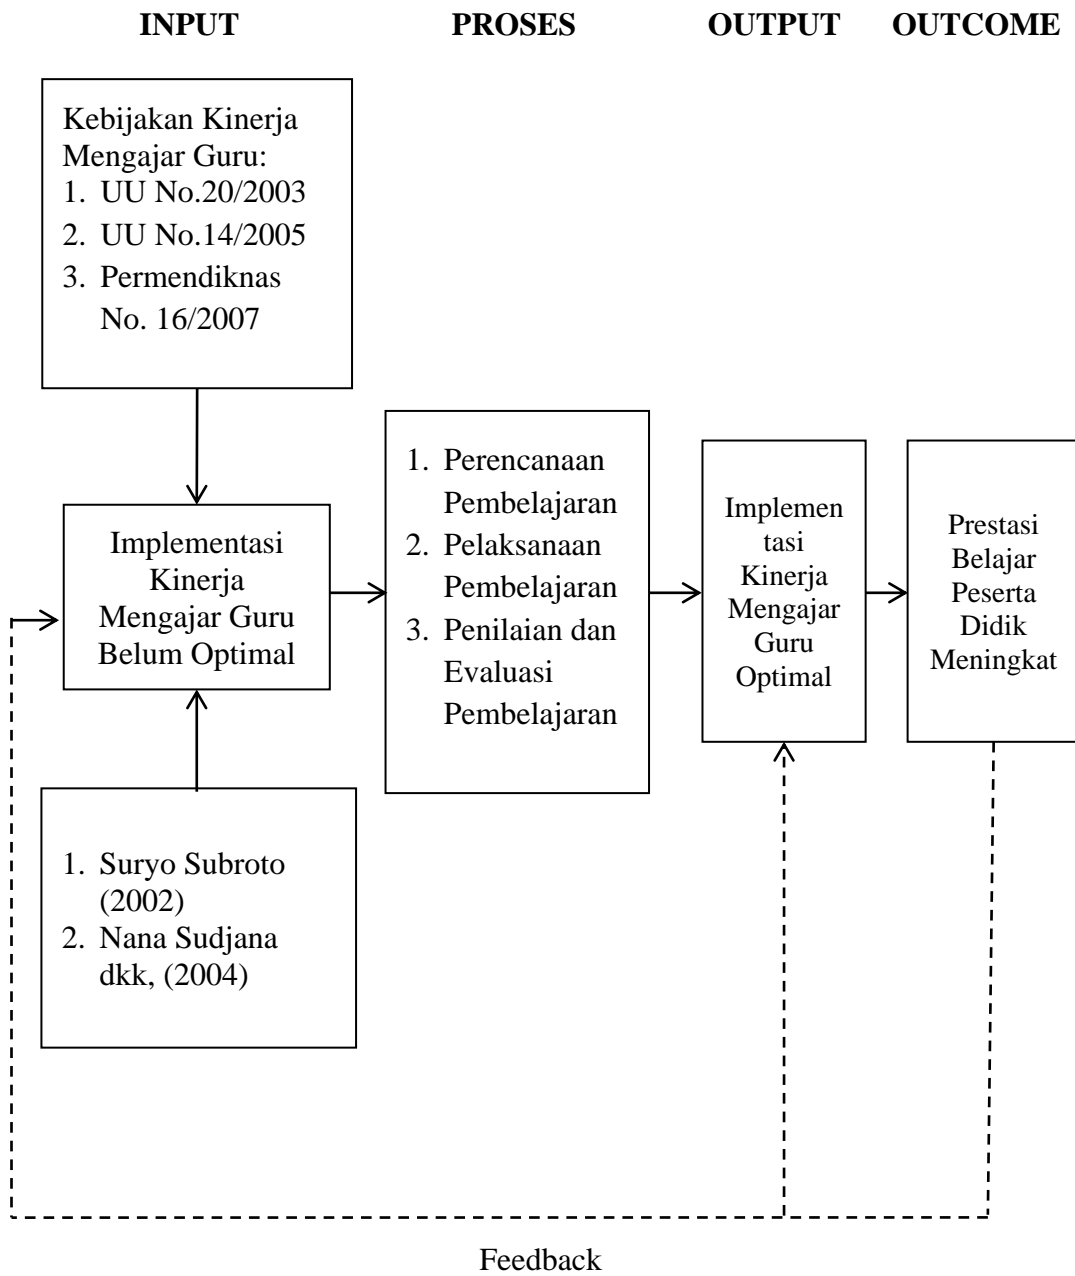 INPUT PROSES OUTPUT OUTCOME
Kebijakan Kinerja
Mengajar Guru:
1. UU No.20/2003
2. UU No.14/2005
3. Permendiknas
No. 16/2007
Implementasi
Kinerja
Mengajar Guru
Belum Optimal
1. Suryo Subroto
(2002)
2. Nana Sudjana
dkk, (2004)
1. Perencanaan
Pembelajaran
2. Pelaksanaan
Pembelajaran
3. Penilaian dan
Evaluasi
Pembelajaran
Implemen
tasi
Kinerja
Mengajar
Guru
Optimal
Prestasi
Belajar
Peserta
Didik
Meningkat
Feedback